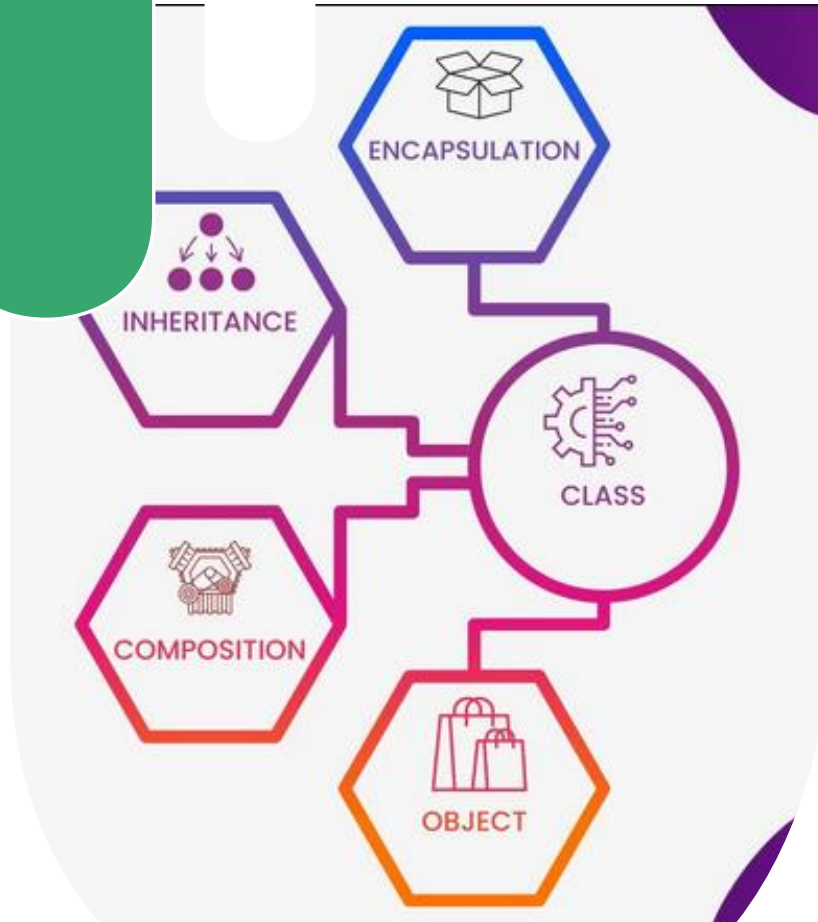 ENCAPSULATION
INHERITANCE
CLASS
COMPOSITION
OBJECT